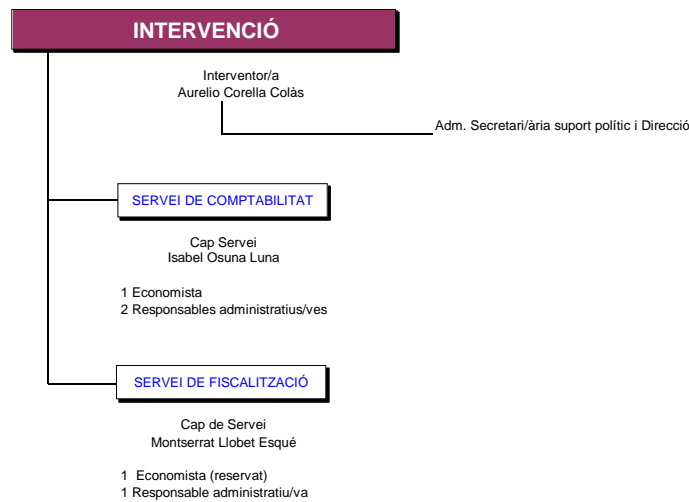 INTERVENCIÓ
Interventor/a
Aurelio Corella Colàs
Adm. Secretari/ària suport polític i Direcció
SERVEI DE COMPTABILITAT
Cap Servei
Isabel Osuna Luna
1 Economista
2 Responsables administratius/ves
SERVEI DE FISCALITZACIÓ
Cap de Servei
Montserrat Llobet Esqué
1 Economista (reservat)
1 Responsable administratiu/va